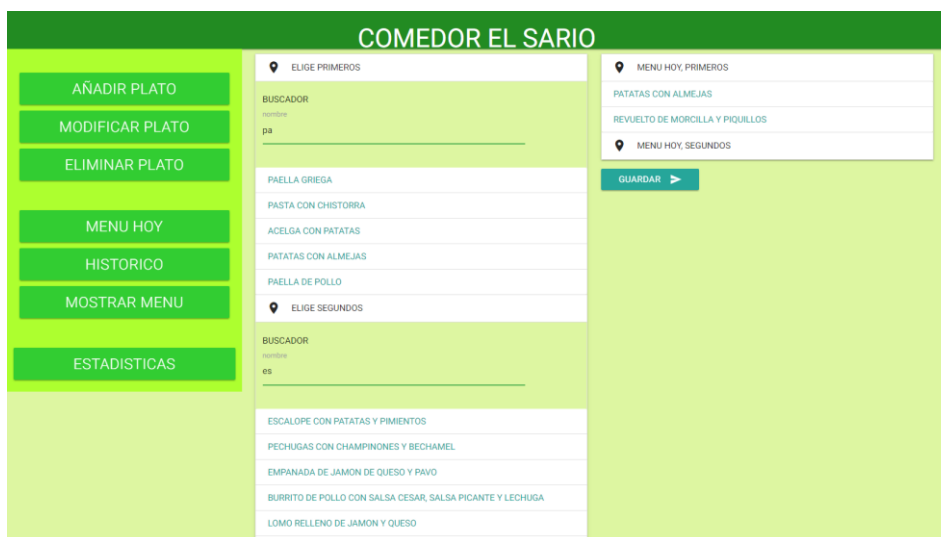 COMEDOR EL SARIO
AÑADIR PLATO
MODIFICAR PLATO
ELIMINAR PLATO
MENU HOY
HISTORICO
MOSTRAR MENU
ESTADISTICAS
ELIGE PRIMEROS
BUSCADOR
nombre
pa
PAELLA GRIEGA
PASTA CON CHISTORRA
ACELGA CON PATATAS
PATATAS CON ALMEJAS
PAELLA DE POLLO
ELIGE SEGUNDOS
BUSCADOR
nombre
es
ESCALOPE CON PATATAS Y PIMIENTOS
PECHUGAS CON CHAMPINONES Y BECHAMEL
EMPANADA DE JAMON DE QUESO Y PAVO
BURRITO DE POLLO CON SALSA CESAR, SALSA PICANTE Y LECHUGA
LOMO RELLENO DE JAMON Y QUESO
MENU HOY, PRIMEROS
PATATAS CON ALMEJAS
REVUELTO DE MORCILLA Y PIQUILLOS
MENU HOY, SEGUNDOS
GUARDAR